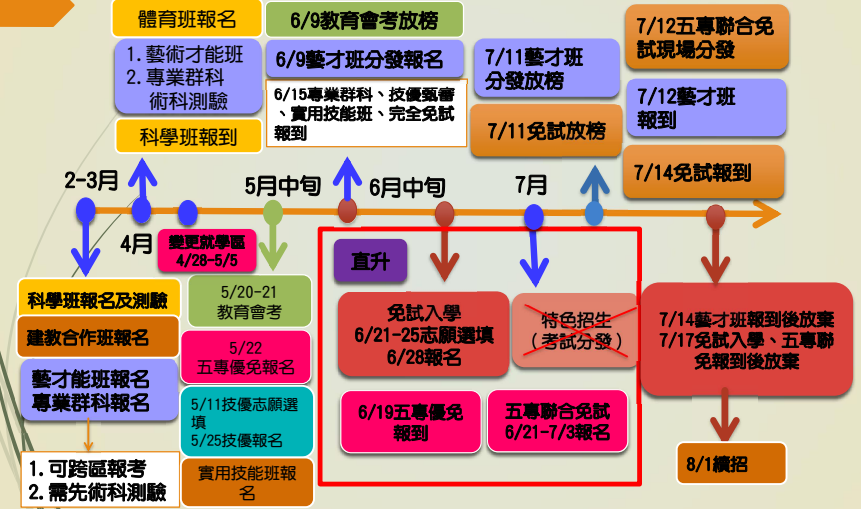 體育班報名
1.藝術才能班
2.專業群科
術科測驗
科學班報到
6/9教育會考放榜
6/9藝才班分發報名
6/15專業群科、技優甄審
、實用技能班、完全免試
報到
7/11藝才班
分發放榜
7/11免試放榜
7/12五專聯合免
試現場分發
7/12藝才班
報到
7/14免試報到
2-3月
4月
5月中旬
6月中旬
7月
變更就學區
4/28-5/5
科學班報名及測驗
建教合作班報名
藝才能班報名
專業群科報名
1.可跨區報考
2.需先術科測驗
5/20-21
教育會考
5/22
五專優免報名
5/11技優志願選
填
5/25技優報名
實用技能班報
名
直升
免試入學
6/21-25志願選填
6/28報名
特色招生
(考試分發)
6/19五專優免
報到
五專聯合免試
6/21-7/3報名
7/14藝才班報到後放棄
7/17免試入學、五專聯
免報到後放棄
8/1續招